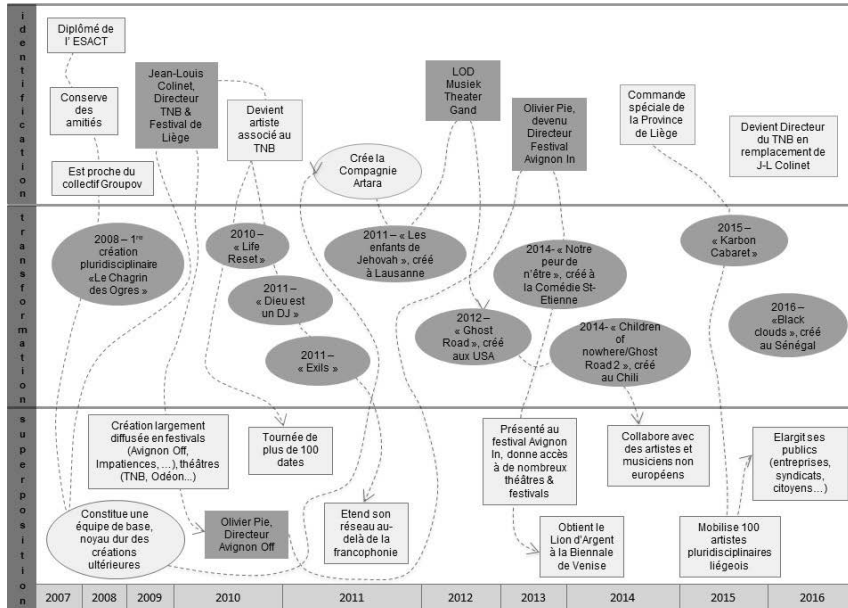 identification
Diplômé de
l' ESACT
Conserve
des
amitiés
Est proche du
collectif Groupov
Jean-Louis
Colinet,
Directeur
TNB &
Festival de
Liège
Devient
artiste
associé au
TNB
Crée la
Compagnie
Artara
LOD
Musiek
Theater
Gand
Olivier Pie,
devenu
Directeur
Festival
Avignon In
Commande
spéciale de
la Province
de Liège
Devient Directeur
du TNB en
remplacement de
J-L Colinet
transformation
2008 – 1re
création
pluridisciplinaire
«Le Chagrin
des Ogres »
2010 –
« Life
Reset »
2011 –
« Dieu est
un DJ »
2011 –
« Exils »
2011 – « Les
enfants de
Jehovah », créé
à Lausanne
2012 –
« Ghost
Road », créé
aux USA
2014- « Notre
peur de
n'être », créé à
la Comédie St-
Etienne
2014- « Children
of
nowhere/Ghost
Road 2 », créé
au Chili
2015 –
« Karbon
Cabaret »
2016 –
«Black
clouds », créé
au Sénégal
superposition
Création largement
diffusée en festivals
(Avignon Off,
Impatiences, …), théâtres
(TNB, Odéon...)
Constitue une
équipe de base,
noyau dur des
créations
ultérieures
Olivier Pie,
Directeur
Avignon Off
Tournée de
plus de 100
dates
Etend son
réseau au-
delà de la
francophonie
Présenté au
festival Avignon
In, donne accès
à de nombreux
théâtres &
festivals
Obtient le
Lion d'Argent
à la Biennale
de Venise
Collabore avec
des artistes et
musiciens non
européens
Mobilise 100
artistes
pluridisciplinaires
liégeois
Elargit ses
publics
(entreprises,
syndicats,
citoyens…)
2007 2008 2009 2010 2011 2012 2013 2014 2015 2016